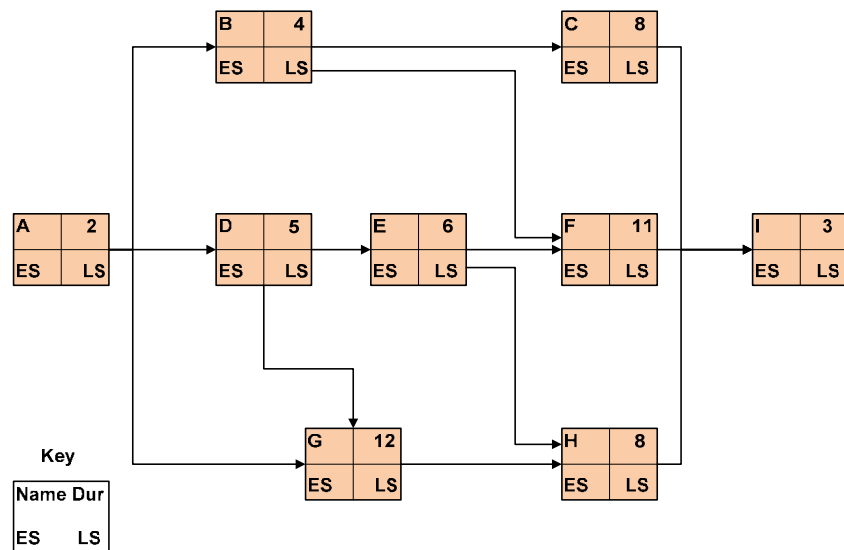 B 4
ES LS
C 8
ES LS
A 2
ES LS
D 5
ES LS
E 6
ES LS
F 11
ES LS
I 3
ES LS
G 12
ES LS
H 8
ES LS
Key
Name Dur
ES LS